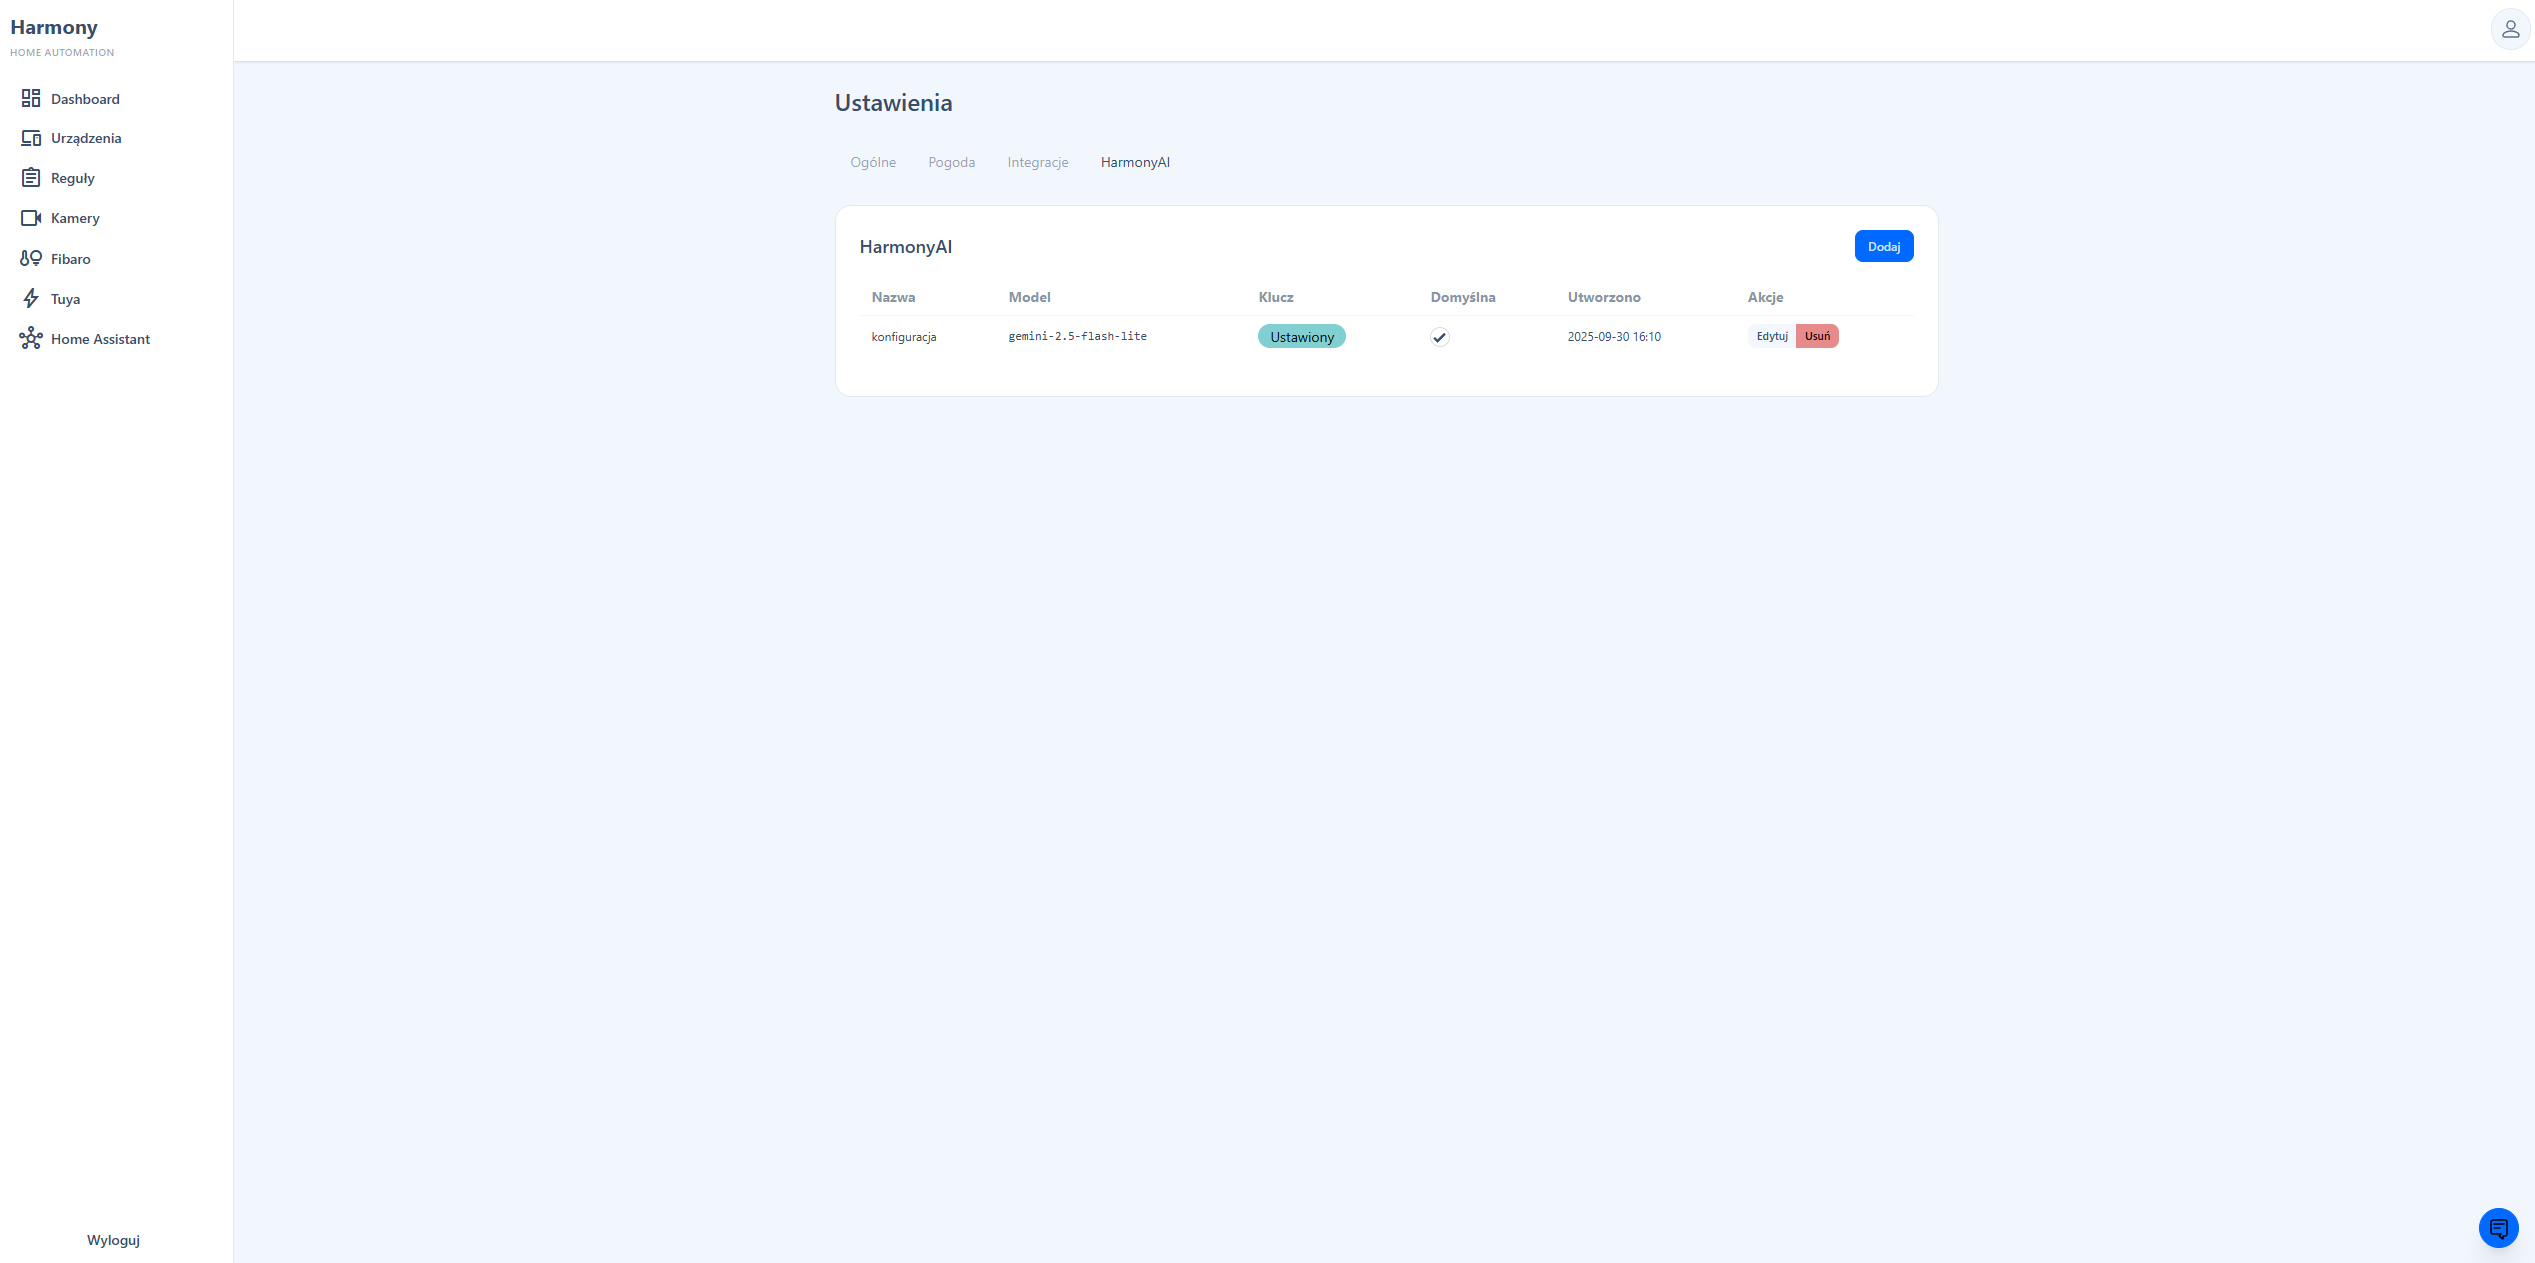 Harmony
HOME AUTOMATION
Dashboard
Urządzenia
Reguły
Kamery
Fibaro
Tuya
Home Assistant
Wyloguj
Ustawienia
Ogólne Pogoda Integracje HarmonyAI
HarmonyAI Dodaj
Nazwa Model Klucz Domyślna Utworzono Akcje
konfiguracja gemini-2.5-flash-lite Ustawiony 2025-09-30 16:10 Edytuj Usuń